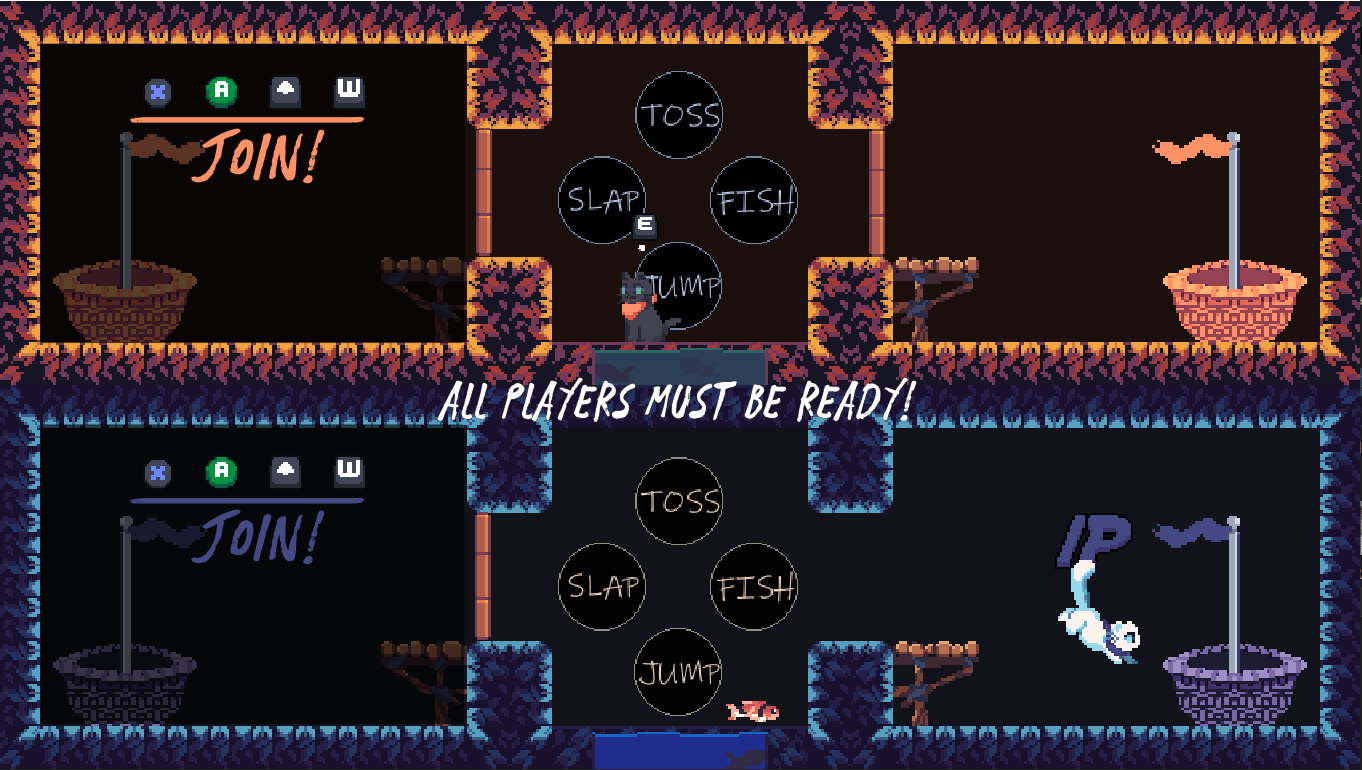 X A W
JOIN!
TOSS
SLAP
FISH
E
JUMP
ALL PLAYERS MUST BE READY!
X A W
JOIN!
1P
TOSS
SLAP
FISH
JUMP